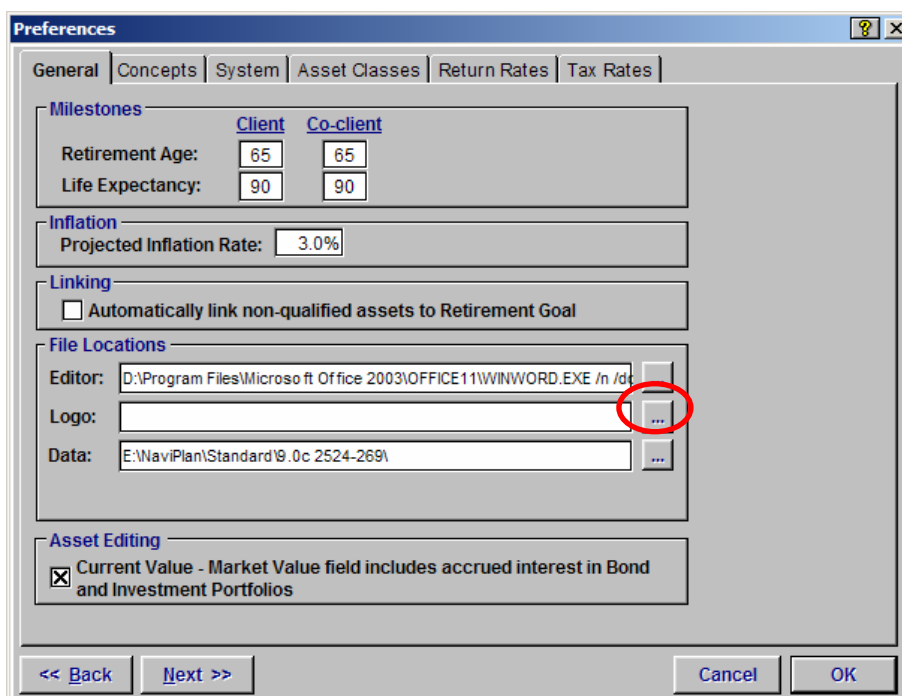 Preferences
?
General Concepts System Asset Classes Return Rates Tax Rates
Milestones
Client Co-client
Retirement Age: 65 65
Life Expectancy: 90 90
Inflation
Projected Inflation Rate: 3.0%
Linking
Automatically link non-qualified assets to Retirement Goal
File Locations
Editor: D:\Program Files\Microsoft Office 2003\OFFICE11\WINWORD.EXE /n /do ...
Logo: ...
Data: E:\NaviPlan\Standard\9.0c 2524-269\ ...
Asset Editing
Current Value - Market Value field includes accrued interest in Bond
and Investment Portfolios
<< Back Next >> Cancel OK